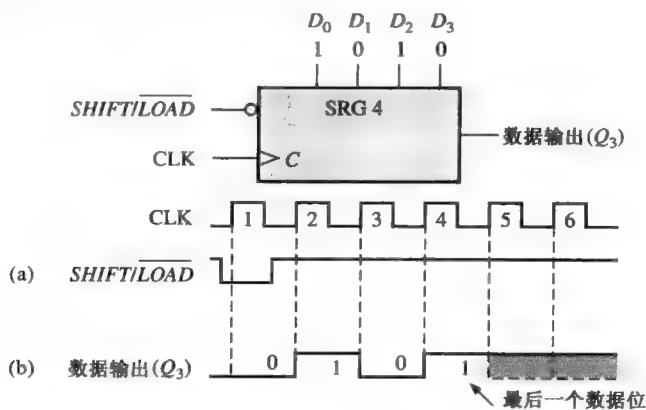 D₀ D₁ D₂ D₃
1 0 1 0
SHIFT/L̅O̅A̅D̅
SRG 4
数据输出(Q₃)
CLK
C
CLK
1 2 3 4 5 6
(a) SHIFT/L̅O̅A̅D̅
(b) 数据输出(Q₃)
0 1 0 1
最后一个数据位